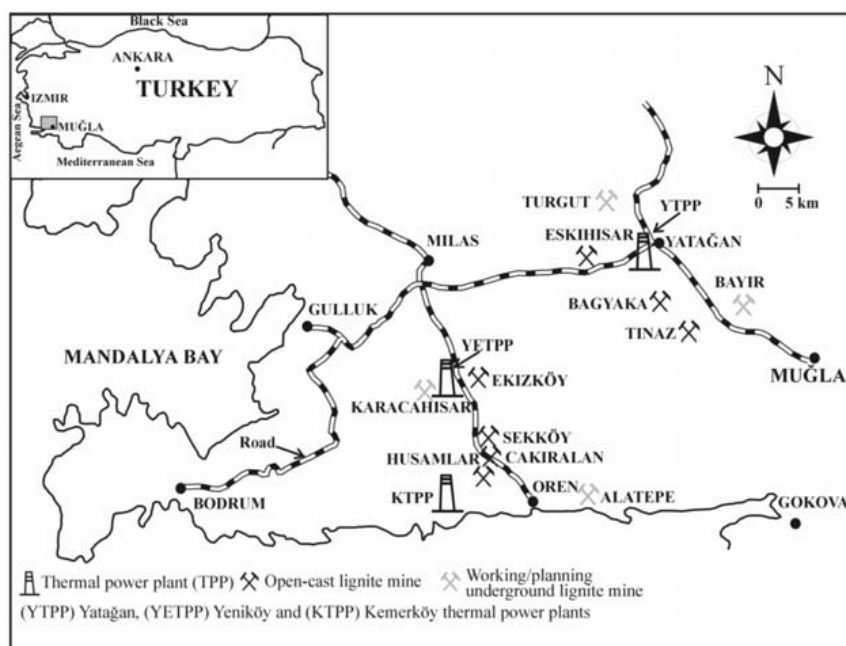 Black Sea
ANKARA
TURKEY
IZMIR
Aegean Sea
MUĞLA
Mediterranean Sea
N
0 5 km
TURGUT
YTPP
MILAS
ESKIHISAR
YATAĞAN
BAYIR
GULLUK
BAGYAKA
TINAZ
MANDALYA BAY
YETPP
MUĞLA
EKIZKÖY
KARACAHISAR
Road
SEKKÖY
HUSAMLAR
CAKIRALAN
BODRUM
KTPP
OREN
ALATEPE
GOKOVA
Thermal power plant (TPP)
Open-cast lignite mine
Working/planning
underground lignite mine
(YTPP) Yatağan, (YETPP) Yeniköy and (KTPP) Kemerköy thermal power plants